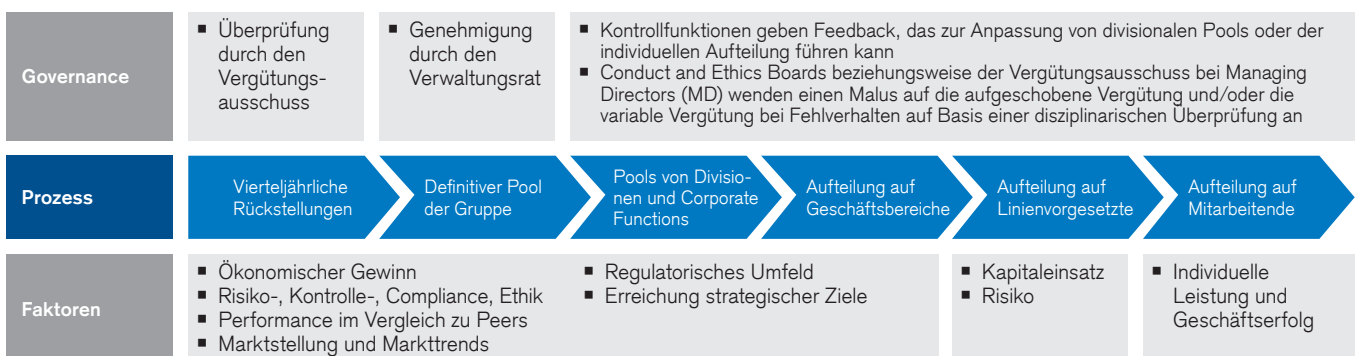 Governance
■ Überprüfung
durch den
Vergütungs-
ausschuss
■ Genehmigung
durch den
Verwaltungsrat
■ Kontrollfunktionen geben Feedback, das zur Anpassung von divisionalen Pools oder der
individuellen Aufteilung führen kann
■ Conduct and Ethics Boards beziehungsweise der Vergütungsausschuss bei Managing
Directors (MD) wenden einen Malus auf die aufgeschobene Vergütung und/oder die
variable Vergütung bei Fehlverhalten auf Basis einer disziplinarischen Überprüfung an
Prozess
Vierteljährliche
Rückstellungen
Definitiver Pool
der Gruppe
Pools von Divisio-
nen und Corporate
Functions
Aufteilung auf
Geschäftsbereiche
Aufteilung auf
Linienvorgesetzte
Aufteilung auf
Mitarbeitende
Faktoren
■ Ökonomischer Gewinn
■ Risiko-, Kontrolle-, Compliance, Ethik
■ Performance im Vergleich zu Peers
■ Marktstellung und Markttrends
■ Regulatorisches Umfeld
■ Erreichung strategischer Ziele
■ Kapitaleinsatz
■ Risiko
■ Individuelle
Leistung und
Geschäftserfolg